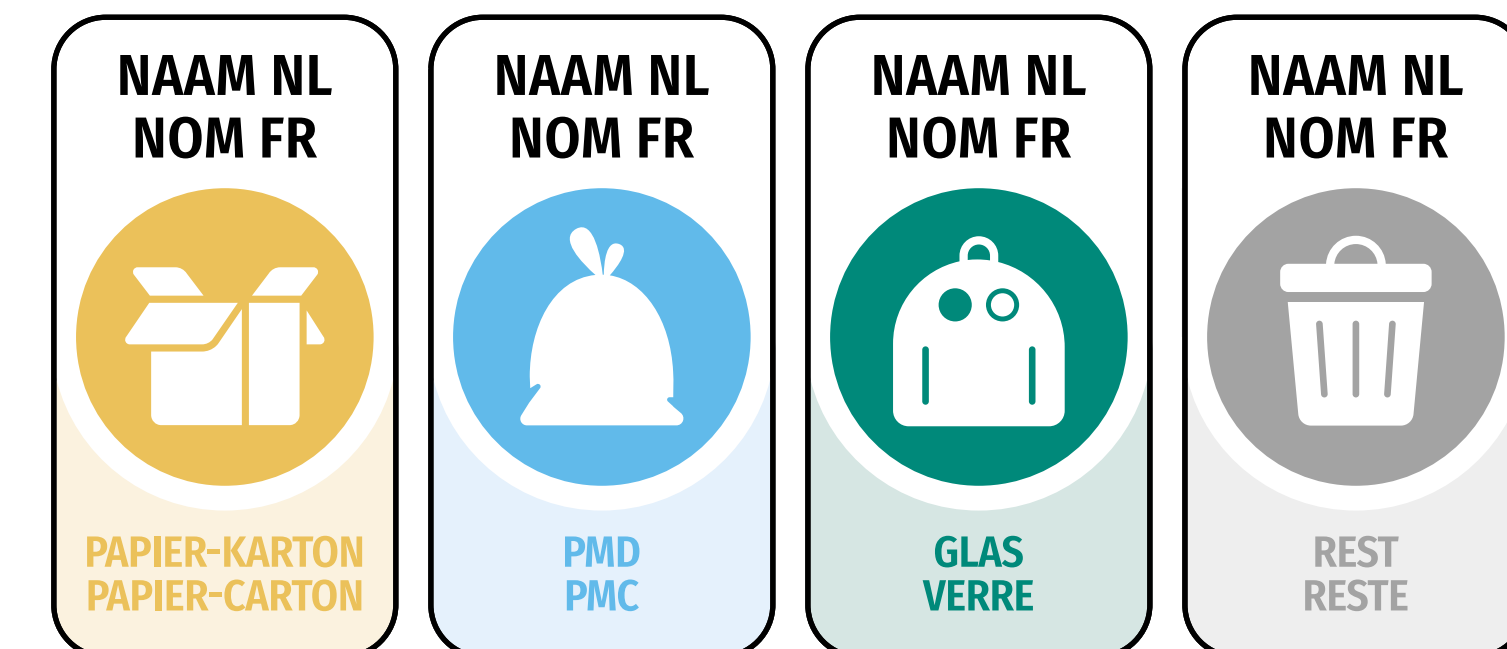 NAAM NL
NOM FR
PAPIER-KARTON
PAPIER-CARTON
NAAM NL
NOM FR
PMD
PMC
NAAM NL
NOM FR
GLAS
VERRE
NAAM NL
NOM FR
REST
RESTE